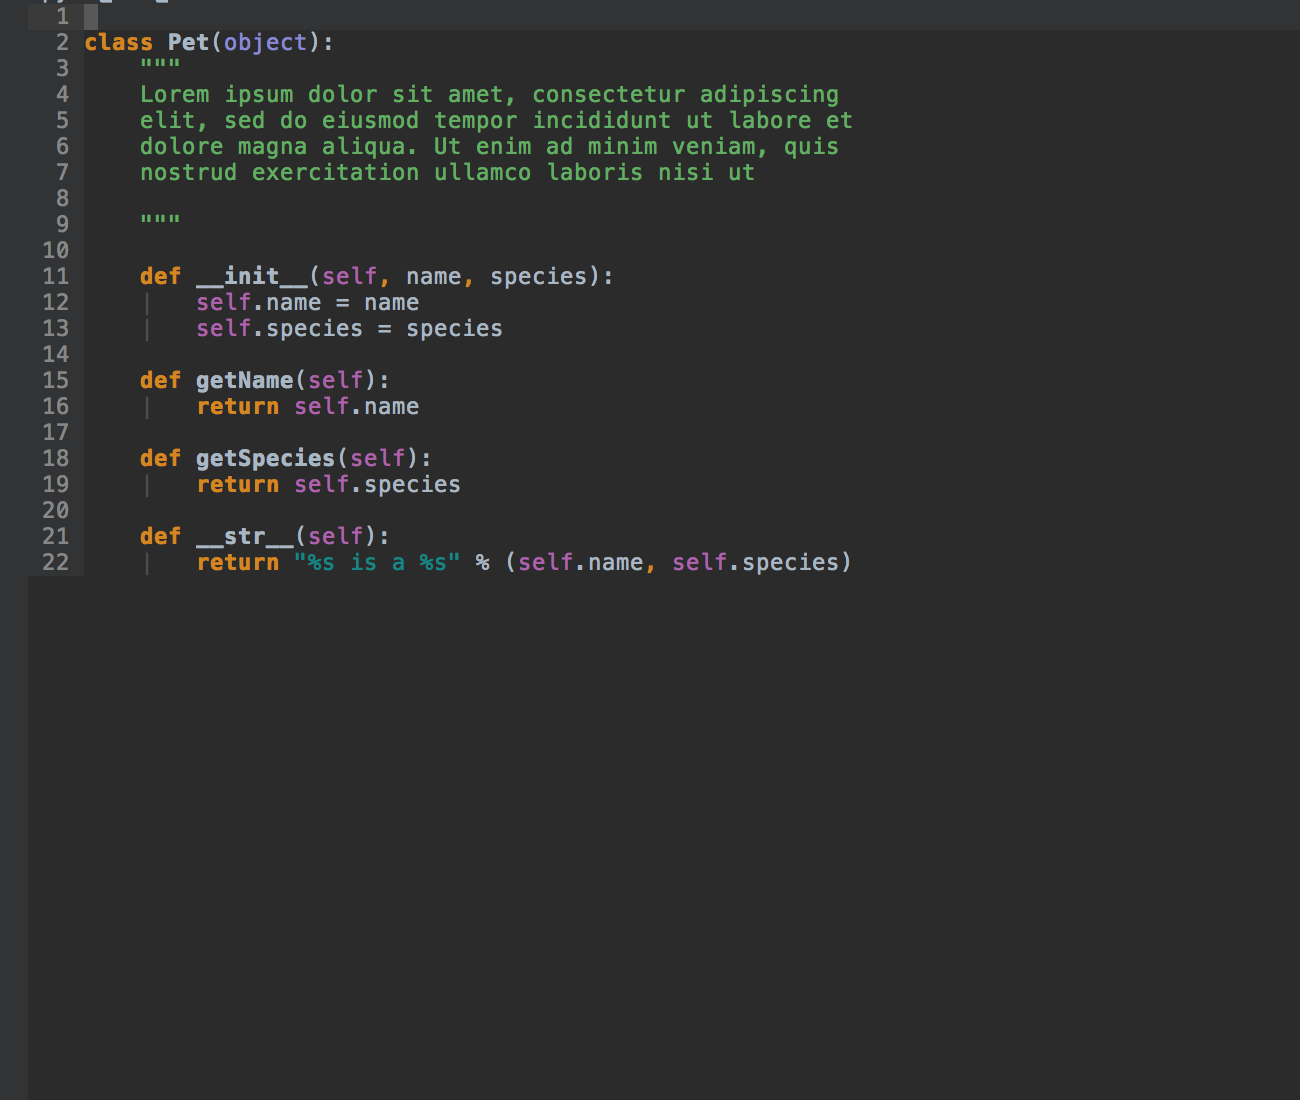 1
2 class Pet(object):
3     """
4     Lorem ipsum dolor sit amet, consectetur adipiscing
5     elit, sed do eiusmod tempor incididunt ut labore et
6     dolore magna aliqua. Ut enim ad minim veniam, quis
7     nostrud exercitation ullamco laboris nisi ut
8
9     """
10
11     def __init__(self, name, species):
12         self.name = name
13         self.species = species
14
15     def getName(self):
16         return self.name
17
18     def getSpecies(self):
19         return self.species
20
21     def __str__(self):
22         return "%s is a %s" % (self.name, self.species)